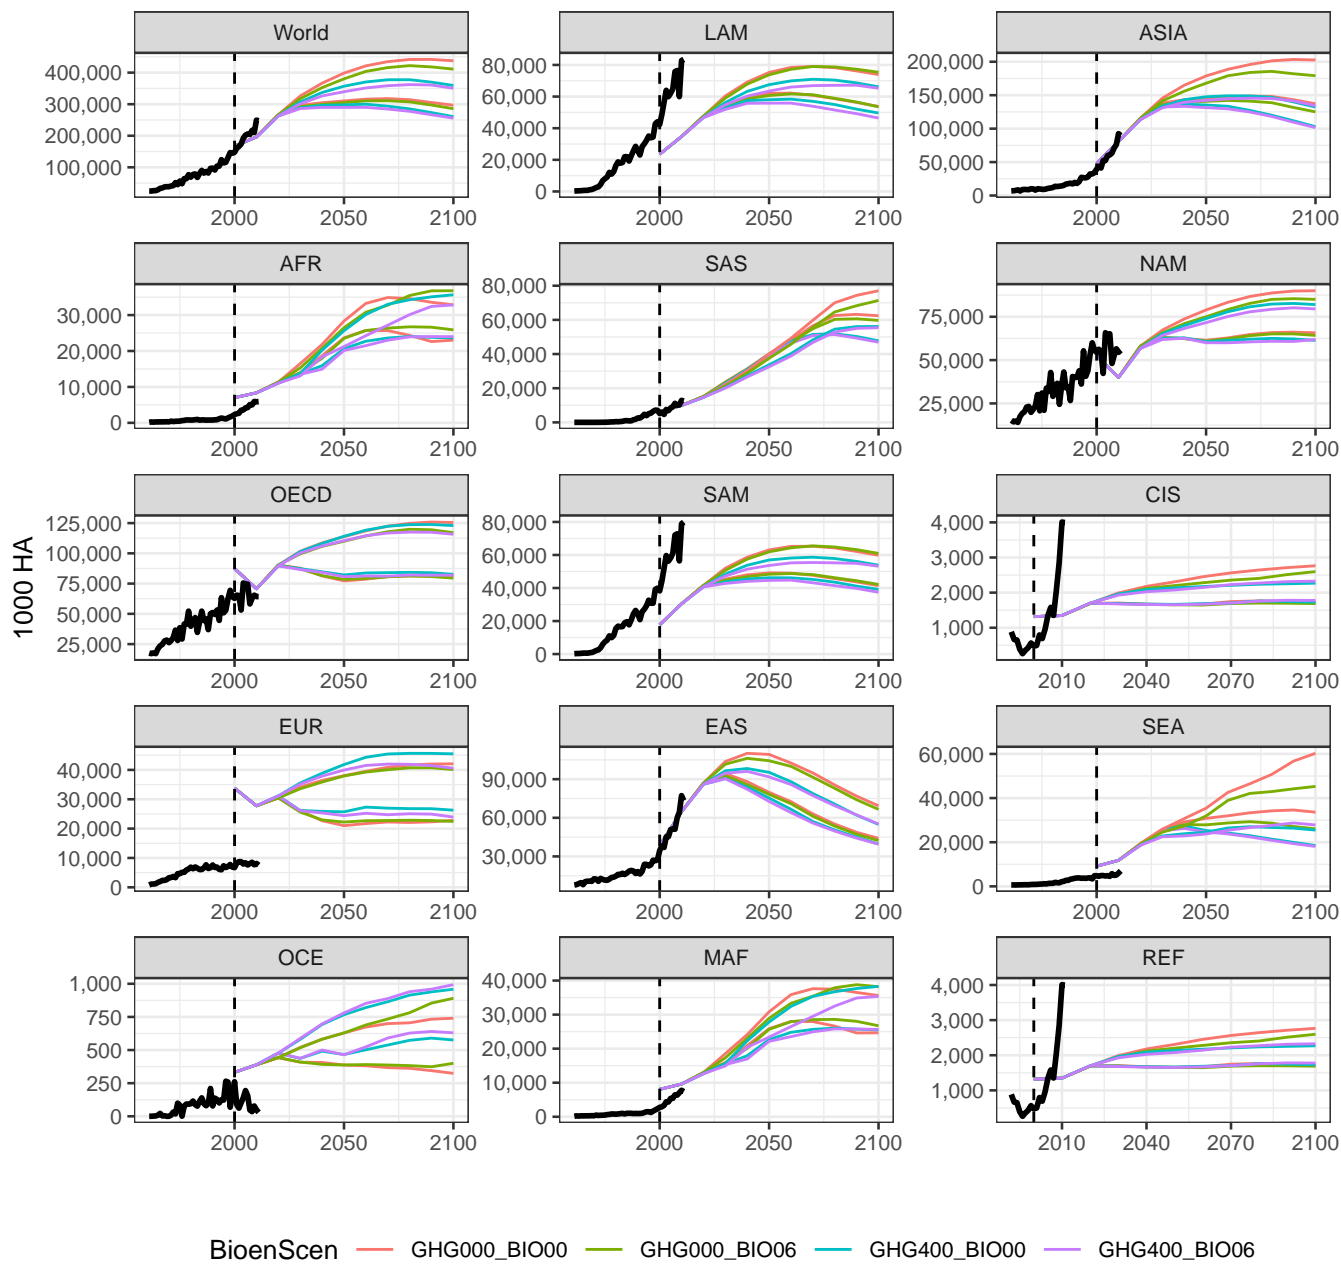 World
LAM
ASIA
400,000
300,000
200,000
100,000
80,000
60,000
40,000
20,000
0
200,000
150,000
100,000
50,000
0
2000 2050 2100
2000 2050 2100
2000 2050 2100
AFR
SAS
NAM
30,000
20,000
10,000
0
80,000
60,000
40,000
20,000
0
75,000
50,000
25,000
2000 2050 2100
2000 2050 2100
2000 2050 2100
1000 HA
OECD
SAM
CIS
125,000
100,000
75,000
50,000
25,000
80,000
60,000
40,000
20,000
0
4,000
3,000
2,000
1,000
2000 2050 2100
2000 2050 2100
2010 2040 2070 2100
EUR
EAS
SEA
40,000
30,000
20,000
10,000
0
90,000
60,000
30,000
60,000
40,000
20,000
0
2000 2050 2100
2000 2050 2100
2000 2050 2100
OCE
MAF
REF
1,000
750
500
250
0
40,000
30,000
20,000
10,000
0
4,000
3,000
2,000
1,000
2000 2050 2100
2000 2050 2100
2010 2040 2070 2100
BioenScen GHG000_BIO00 GHG000_BIO06 GHG400_BIO00 GHG400_BIO06